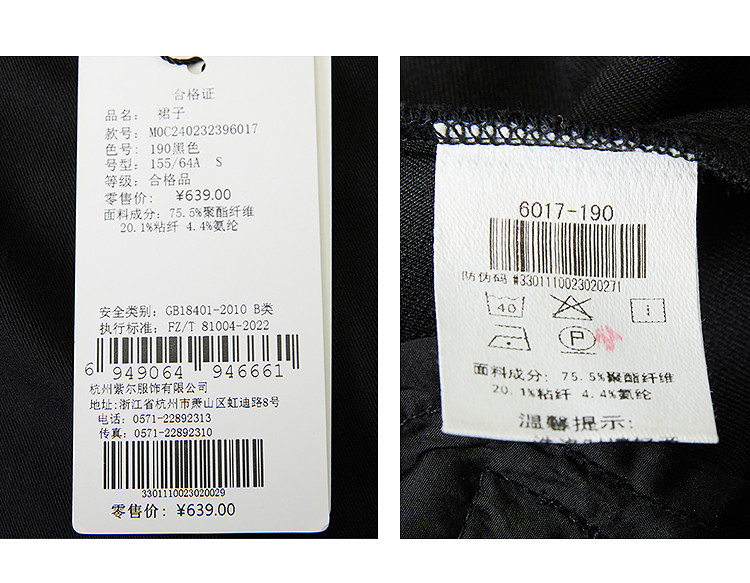 合格证
品名: 裙子
款号: MOC240232396017
色号: 190黑色
号型: 155/64A S
等级: 合格品
零售价: ¥639.00
面料成分: 75.5%聚酯纤维
20.1%粘纤 4.4%氨纶
安全类别: GB18401-2010 B类
执行标准: FZ/T 81004-2022
6 949064 946661
杭州紫尔服饰有限公司
地址:浙江省杭州市萧山区虹迪路8号
电话: 0571-22892313
传真: 0571-22892310
3301110023020029
零售价: ¥639.00
6017-190
防伪码 #3301110023020271
40
P
面料成分: 75.5%聚酯纤维
20.1%粘纤 4.4%氨纶
温馨提示: